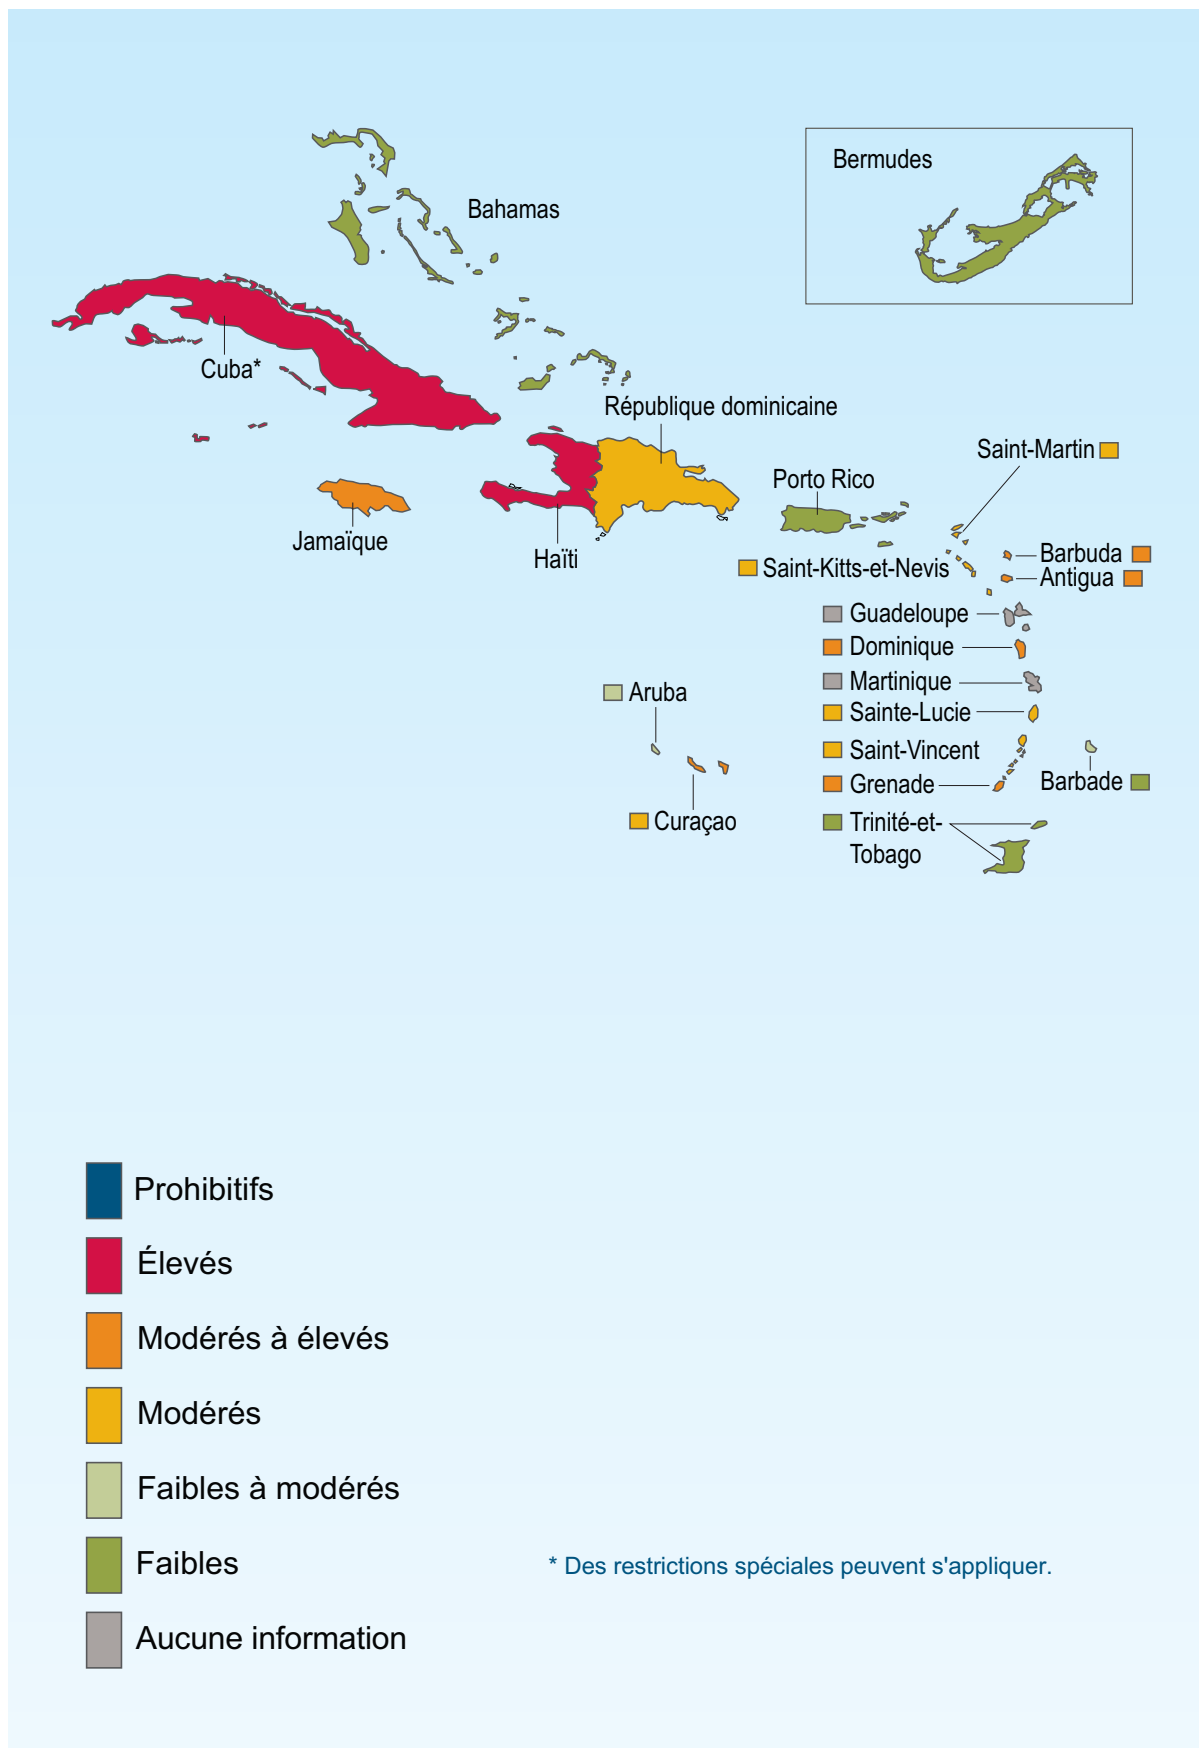 Bermudes
Bahamas
Cuba*
République dominicaine
Saint-Martin
Porto Rico
Jamaïque
Haïti
Saint-Kitts-et-Nevis
Barbuda
Antigua
Guadeloupe
Dominique
Martinique
Aruba
Sainte-Lucie
Saint-Vincent
Grenade
Barbade
Curaçao
Trinité-et-
Tobago
Prohibitifs
Élevés
Modérés à élevés
Modérés
Faibles à modérés
Faibles
* Des restrictions spéciales peuvent s'appliquer.
Aucune information